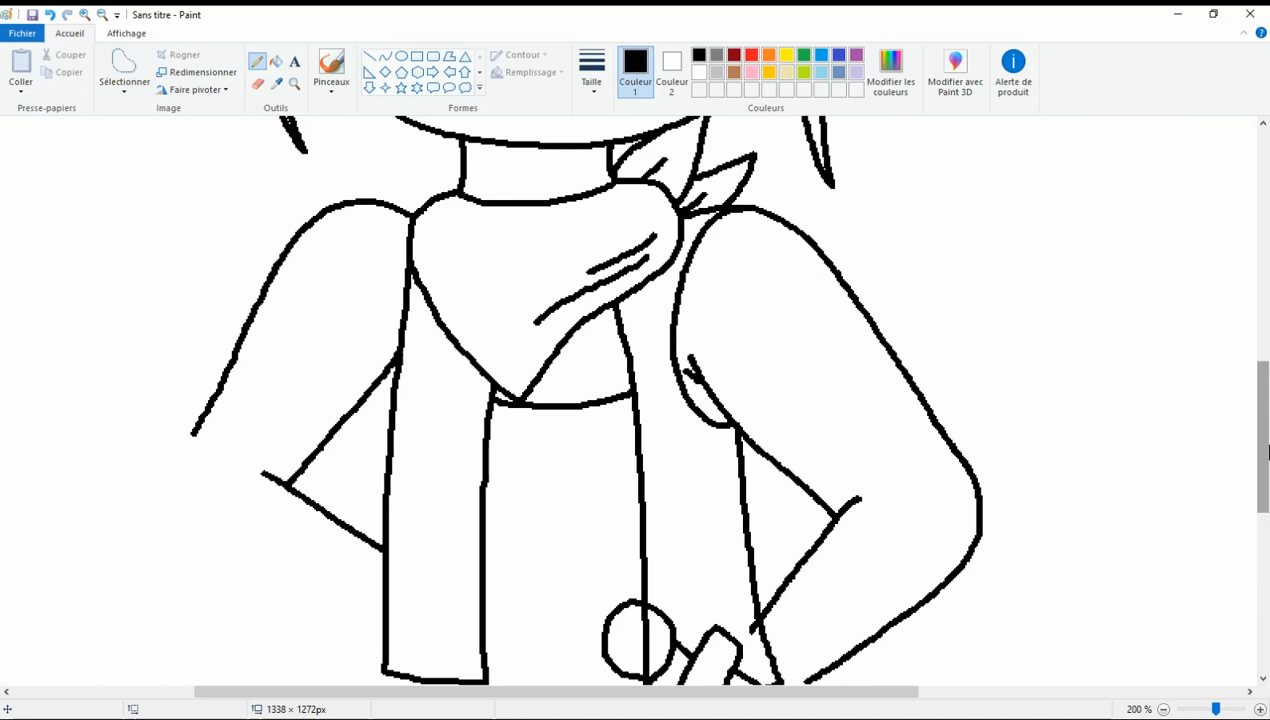 Sans titre - Paint
Fichier
Accueil
Affichage
Coller
Couper
Copier
Presse-papiers
Sélectionner
Rogner
Redimensionner
Faire pivoter
Image
A
Outils
Pinceaux
Contour
Remplissage
Formes
Taille
Couleur
1
Couleur
2
Modifier les
couleurs
Couleurs
Modifier avec
Paint 3D
Alerte de
produit
1338 × 1272px
200 %